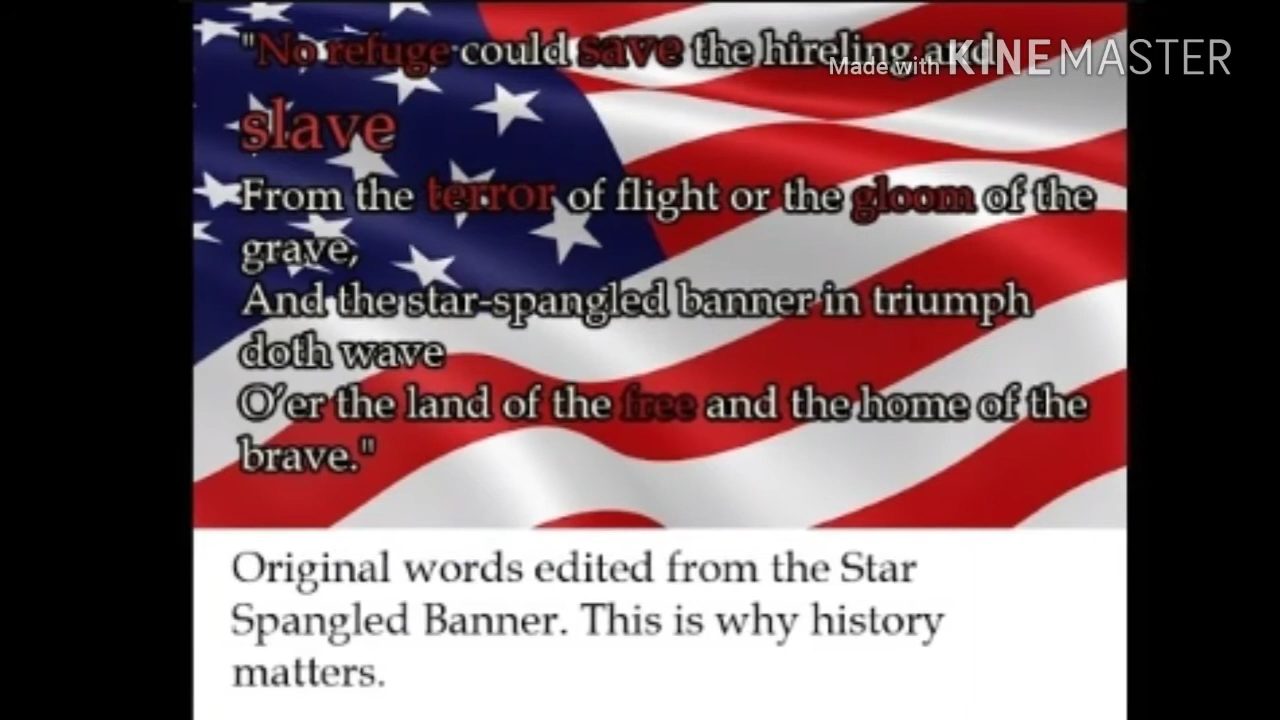 "No refuge could save the hireling and
Made with KINEMASTER
slave
From the terror of flight or the gloom of the
grave,
And the star-spangled banner in triumph
doth wave
O'er the land of the free and the home of the
brave."
Original words edited from the Star
Spangled Banner. This is why history
matters.